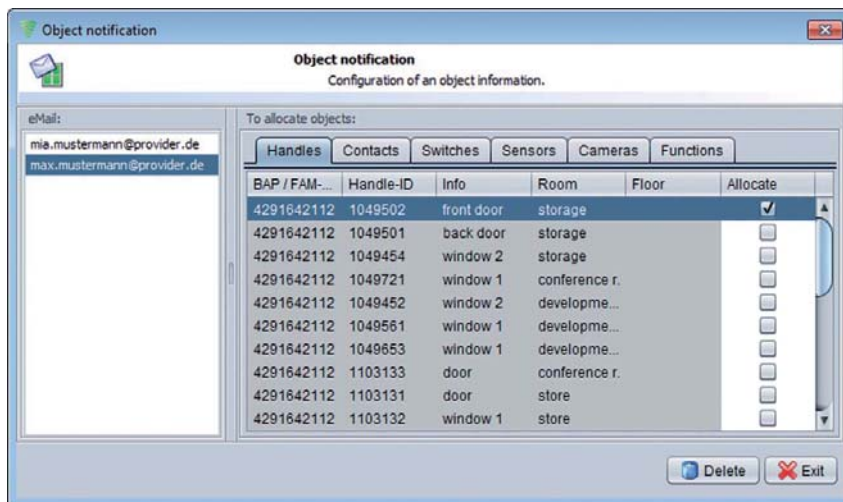 Object notification
Object notification
Configuration of an object information.
eMail:
To allocate objects:
mia.mustermann@provider.de
max.mustermann@provider.de
Handles Contacts Switches Sensors Cameras Functions
BAP / FAM-... Handle-ID Info Room Floor Allocate
4291642112 1049502 front door storage
4291642112 1049501 back door storage
4291642112 1049454 window 2 storage
4291642112 1049721 window 1 conference r.
4291642112 1049452 window 2 developme...
4291642112 1049561 window 1 developme...
4291642112 1049653 window 1 developme...
4291642112 1103133 door conference r.
4291642112 1103131 door store
4291642112 1103132 window 1 store
Delete Exit